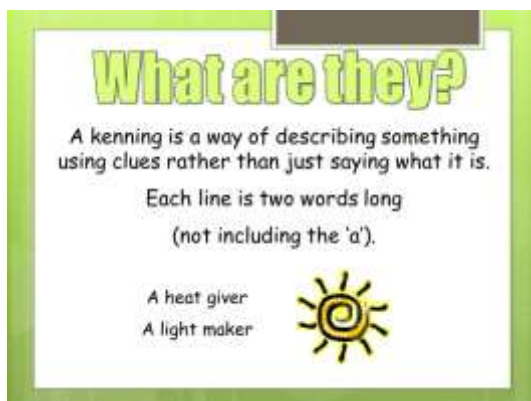 What are they?
A kenning is a way of describing something
using clues rather than just saying what it is.
Each line is two words long
(not including the ‘a’).
A heat giver
A light maker